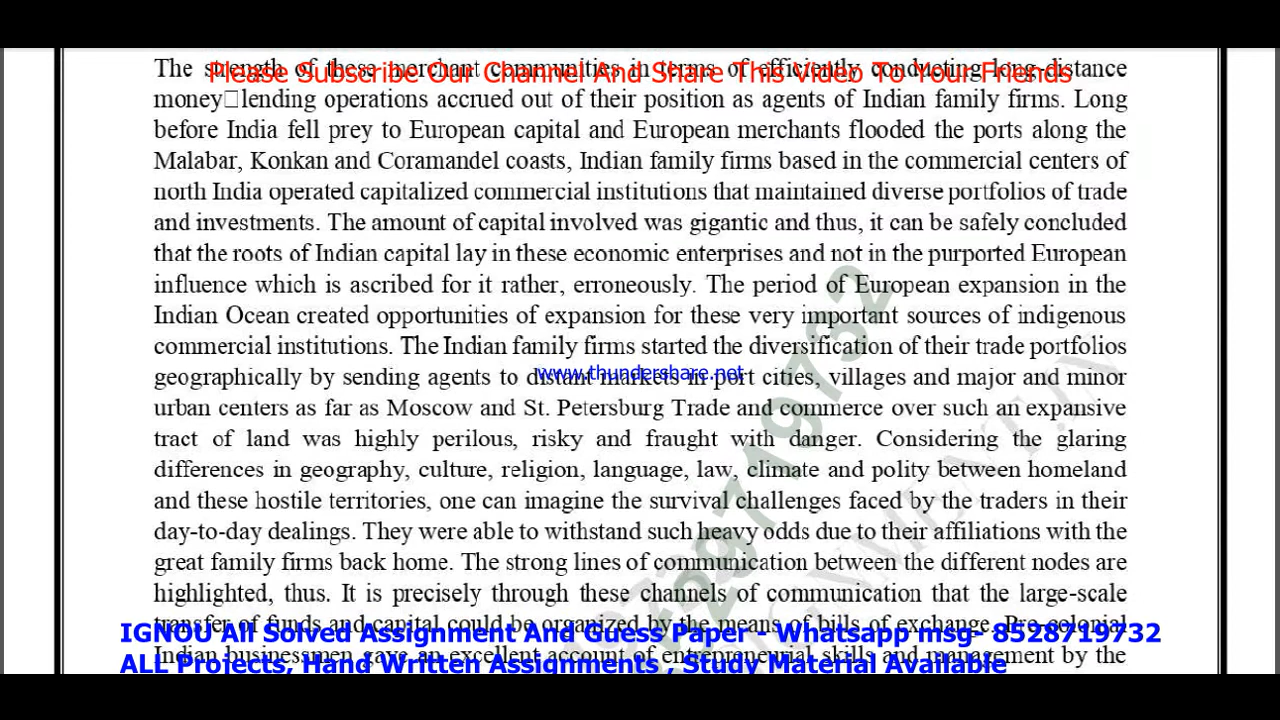 The strength of these merchant communities in terms of efficiently conducting long-distance
Please Subscribe Our Channel And Share This Video To Your Friends
money□lending operations accrued out of their position as agents of Indian family firms. Long
before India fell prey to European capital and European merchants flooded the ports along the
Malabar, Konkan and Coramandel coasts, Indian family firms based in the commercial centers of
north India operated capitalized commercial institutions that maintained diverse portfolios of trade
and investments. The amount of capital involved was gigantic and thus, it can be safely concluded
that the roots of Indian capital lay in these economic enterprises and not in the purported European
influence which is ascribed for it rather, erroneously. The period of European expansion in the
Indian Ocean created opportunities of expansion for these very important sources of indigenous
commercial institutions. The Indian family firms started the diversification of their trade portfolios
geographically by sending agents to distant markets in port cities, villages and major and minor
www.thundershare.net
urban centers as far as Moscow and St. Petersburg Trade and commerce over such an expansive
tract of land was highly perilous, risky and fraught with danger. Considering the glaring
differences in geography, culture, religion, language, law, climate and polity between homeland
and these hostile territories, one can imagine the survival challenges faced by the traders in their
day-to-day dealings. They were able to withstand such heavy odds due to their affiliations with the
great family firms back home. The strong lines of communication between the different nodes are
highlighted, thus. It is precisely through these channels of communication that the large-scale
transfer of funds and capital could be organized by the means of bills of exchange. Pre-colonial
IGNOU All Solved Assignment And Guess Paper - Whatsapp msg- 8528719732
Indian businessmen gave an excellent account of entrepreneurial skills and management by the
ALL Projects, Hand Written Assignments , Study Material Available